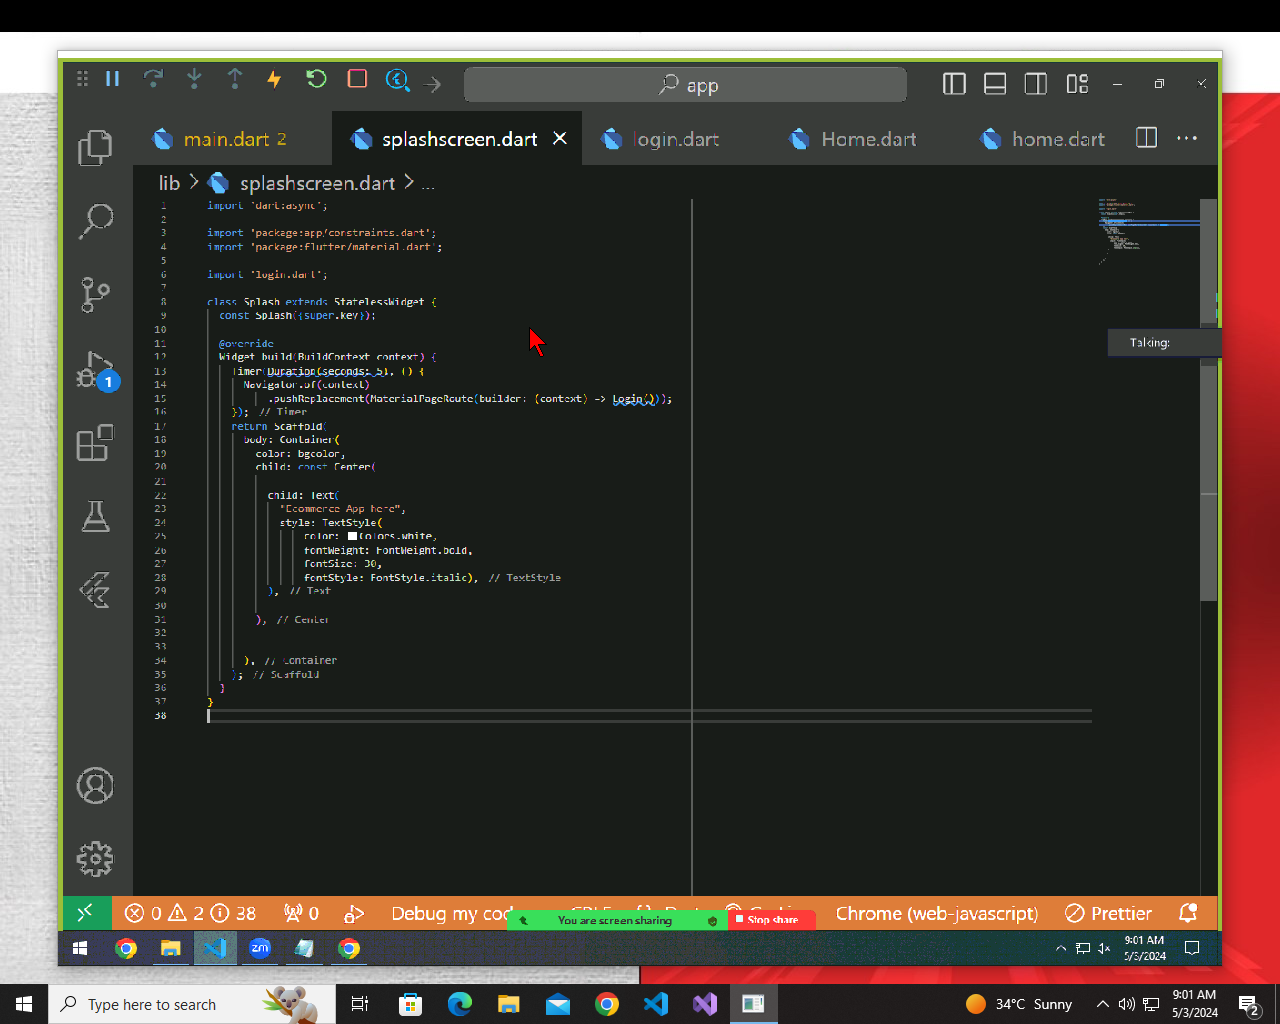 app
main.dart 2
splashscreen.dart
login.dart
Home.dart
home.dart
lib > splashscreen.dart > ...
1 import 'dart:async';
2
3 import 'package:app/constraints.dart';
4 import 'package:flutter/material.dart';
5
6 import 'login.dart';
7
8 class Splash extends StatelessWidget {
9 const Splash({super.key});
10
11 @override
12 Widget build(BuildContext context) {
13 Timer(Duration(seconds: 5), () {
14 Navigator.of(context)
15 .pushReplacement(MaterialPageRoute(builder: (context) => Login()));
16 }); // Timer
17 return Scaffold(
18 body: Container(
19 color: bgcolor,
20 child: const Center(
21
22 child: Text(
23 "Ecommerce App here",
24 style: TextStyle(
25 color: Colors.white,
26 fontWeight: FontWeight.bold,
27 fontSize: 30,
28 fontStyle: FontStyle.italic), // TextStyle
29 ), // Text
30
31 ), // Center
32
33
34 ), // Container
35 ); // Scaffold
36 }
37 }
38
Talking:
1
0 2 38 0 Debug my cod
You are screen sharing Stop share
Chrome (web-javascript) Prettier
zm
9:01 AM
5/3/2024
Type here to search
34°C Sunny
9:01 AM
5/3/2024
2